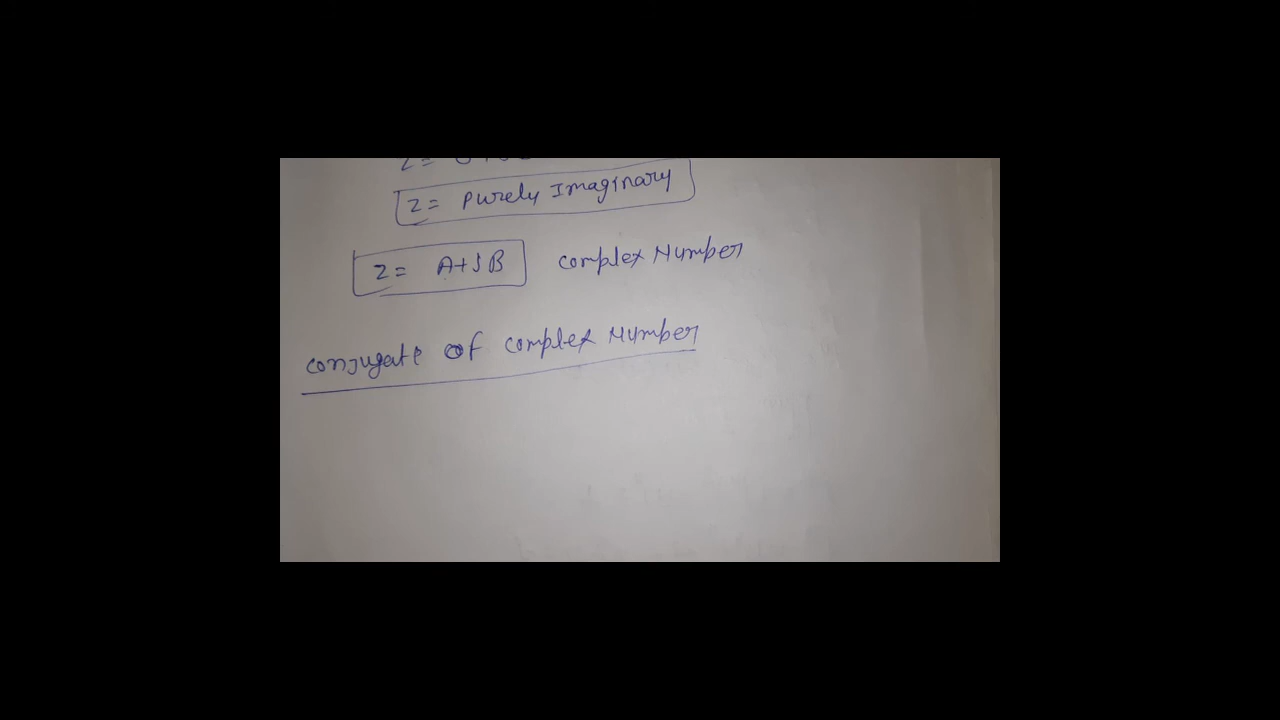 Z =
Z = Purely Imaginary
Z = A+JB complex Number
conjugate of complex Number